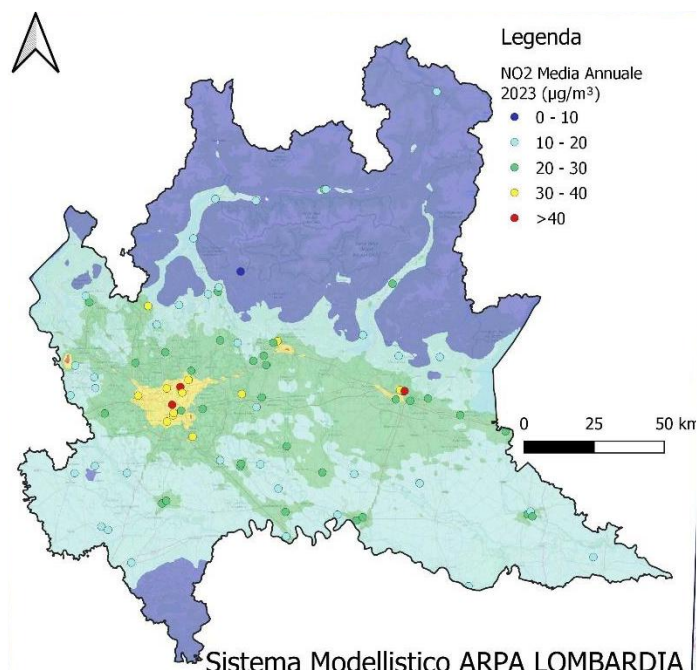 Legenda
NO2 Media Annuale
2023 (µg/m³)
0 - 10
10 - 20
20 - 30
30 - 40
>40
0 25 50 km
Sistema Modellistico ARPA LOMBARDIA